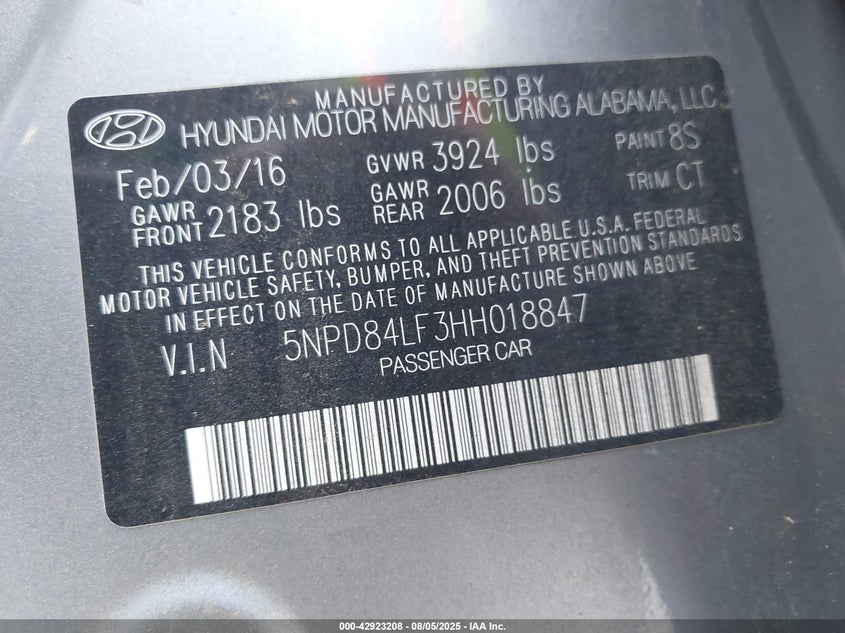 MANUFACTURED BY
HYUNDAI MOTOR MANUFACTURING ALABAMA, LLC
Feb/03/16 GVWR 3924 lbs PAINT 8S
GAWR FRONT 2183 lbs GAWR REAR 2006 lbs TRIM CT
THIS VEHICLE CONFORMS TO ALL APPLICABLE U.S.A. FEDERAL
MOTOR VEHICLE SAFETY, BUMPER, AND THEFT PREVENTION STANDARDS
IN EFFECT ON THE DATE OF MANUFACTURE SHOWN ABOVE
V.I.N 5NPD84LF3HH018847
PASSENGER CAR
000-42923208 - 08/05/2025 - IAA Inc.